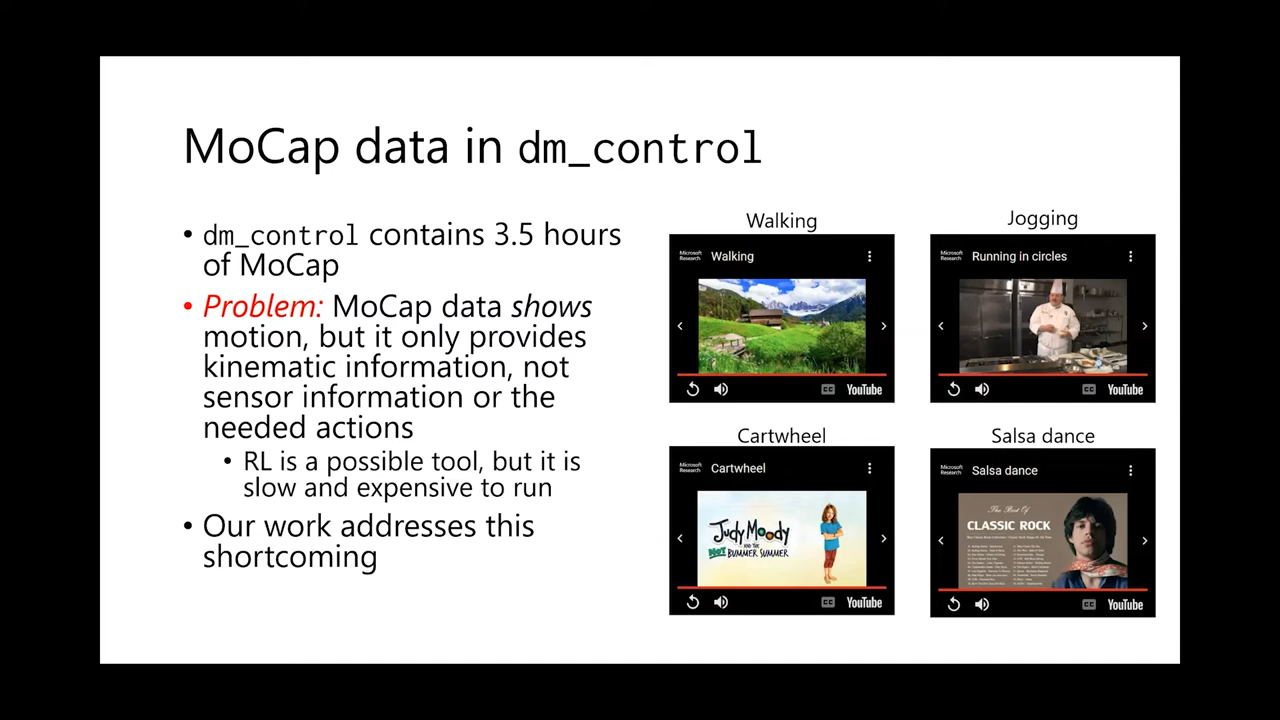 MoCap data in dm_control
• dm_control contains 3.5 hours
of MoCap
• Problem: MoCap data shows
motion, but it only provides
kinematic information, not
sensor information or the
needed actions
• RL is a possible tool, but it is
slow and expensive to run
• Our work addresses this
shortcoming
Walking
Microsoft
Research
Walking
CC
YouTube
Jogging
Microsoft
Research
Running in circles
CC
YouTube
Cartwheel
Microsoft
Research
Cartwheel
Judy Moody
AND THE
NOT BUMMER SUMMER
CC
YouTube
Salsa dance
Microsoft
Research
Salsa dance
The Best Of
CLASSIC ROCK
CC
YouTube